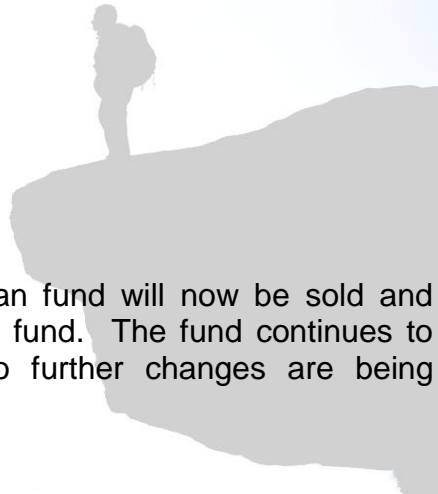 an fund will now be sold and
fund. The fund continues to
further changes are being